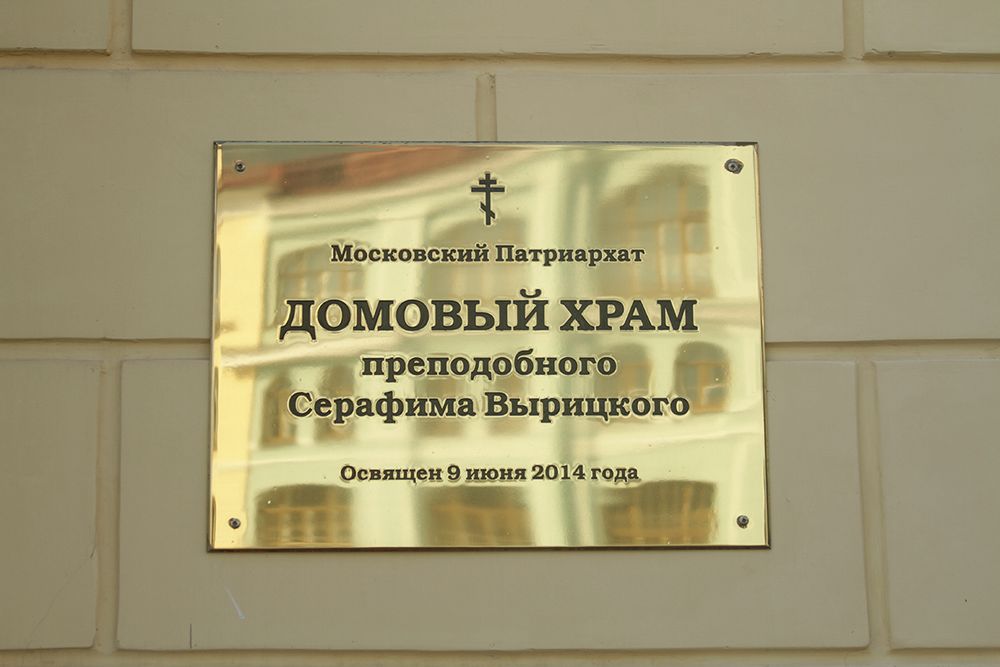 Московский Патриархат
ДОМОВЫЙ ХРАМ
преподобного
Серафима Вырицкого
Освящен 9 июня 2014 года